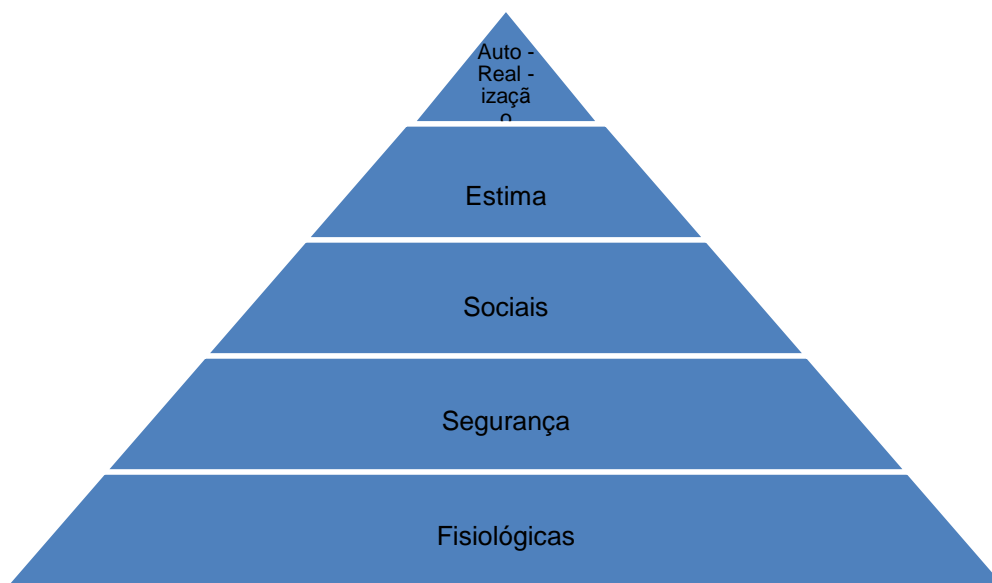 Auto -
Real -
izaçã
o
Estima
Sociais
Segurança
Fisiológicas